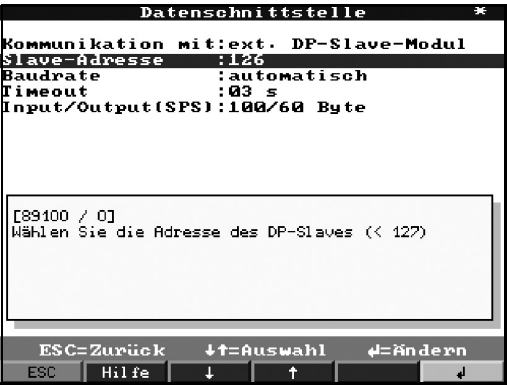 Datenschnittstelle *
Kommunikation mit:ext. DP-Slave-Modul
Slave-Adresse :126
Baudrate :automatisch
Timeout :03 s
Input/Output(SPS):100/60 Byte
[89100 / 0]
Wählen Sie die Adresse des DP-Slaves (< 127)
ESC=Zurück ↓↑=Auswahl ↲=Ändern
ESC Hilfe ↓ ↑ ↲